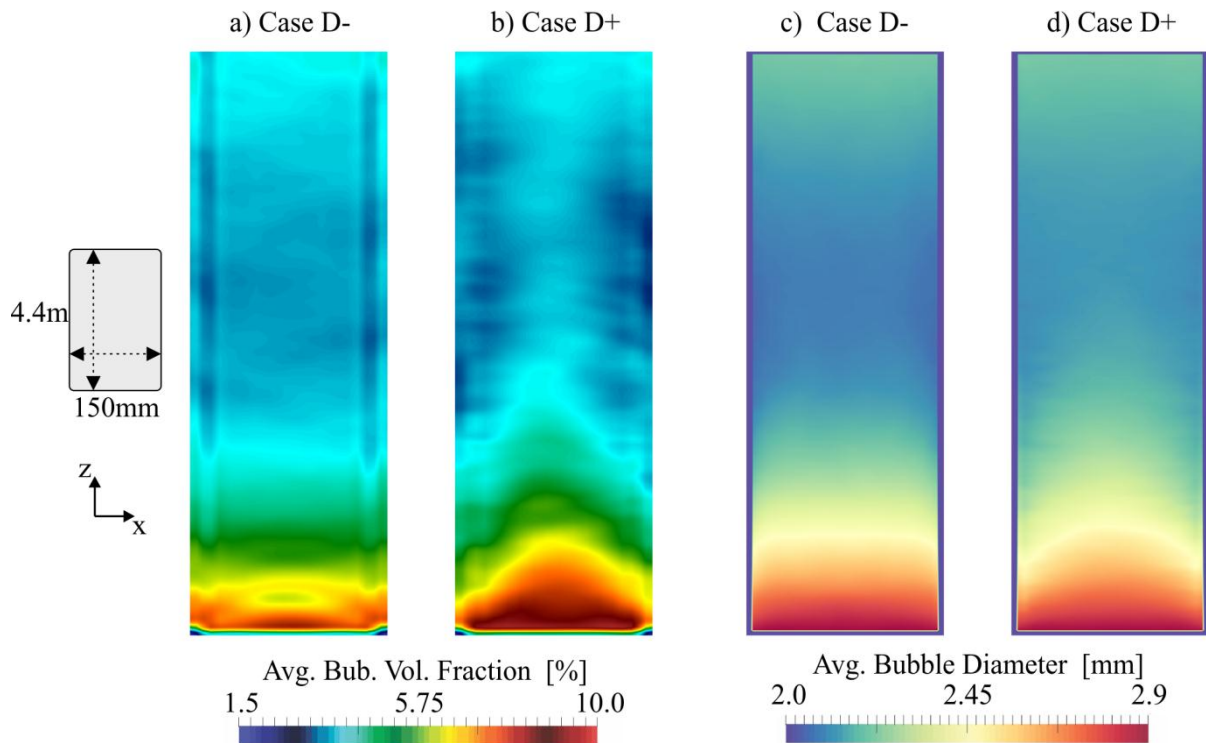 a) Case D-
b) Case D+
c) Case D-
d) Case D+
4.4m
150mm
z
x
Avg. Bub. Vol. Fraction [%]
1.5
5.75
10.0
Avg. Bubble Diameter [mm]
2.0
2.45
2.9